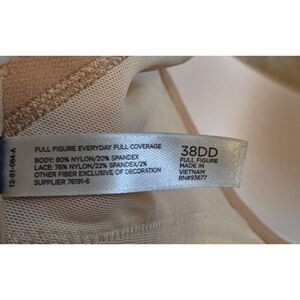 12-B1-084-A
FULL FIGURE EVERYDAY FULL COVERAGE
BODY: 80% NYLON/20% SPANDEX
LACE: 76% NYLON/22% SPANDEX/2%
OTHER FIBER EXCLUSIVE OF DECORATION
SUPPLIER 76191-6
38DD
FULL FIGURE
MADE IN
VIETNAM
RN#93677